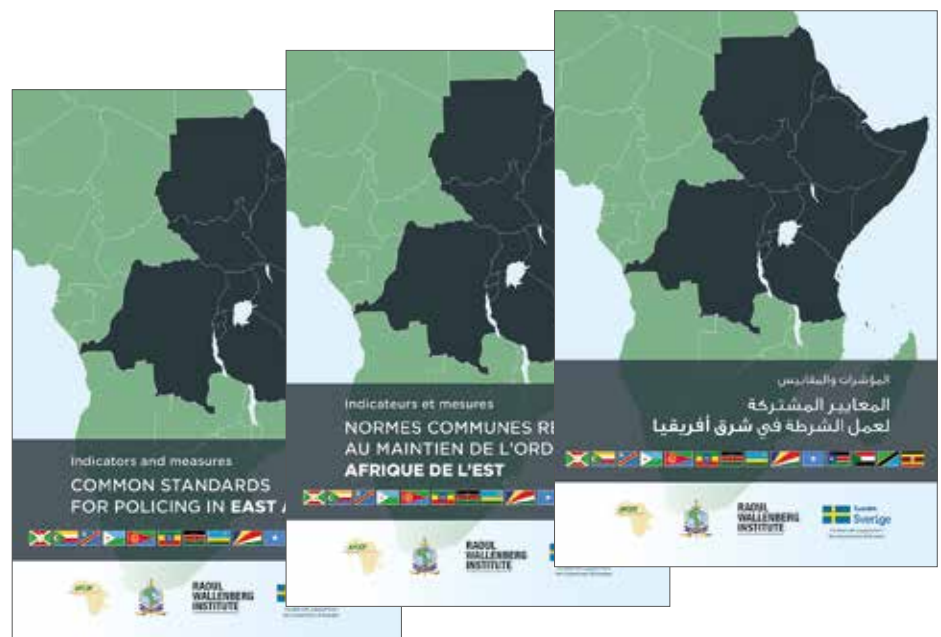 Indicators and measures
COMMON STANDARDS
FOR POLICING IN EAST
RAOUL
WALLENBERG
INSTITUTE
Indicateurs et mesures
NORMES COMMUNES RE
AU MAINTIEN DE L'ORD
AFRIQUE DE L'EST
RAOUL
WALLENBERG
INSTITUTE
المؤشرات والمقاييس
المعايير المشتركة
لعمل الشرطة في شرق أفريقيا
RAOUL
WALLENBERG
INSTITUTE
Sweden
Sverige